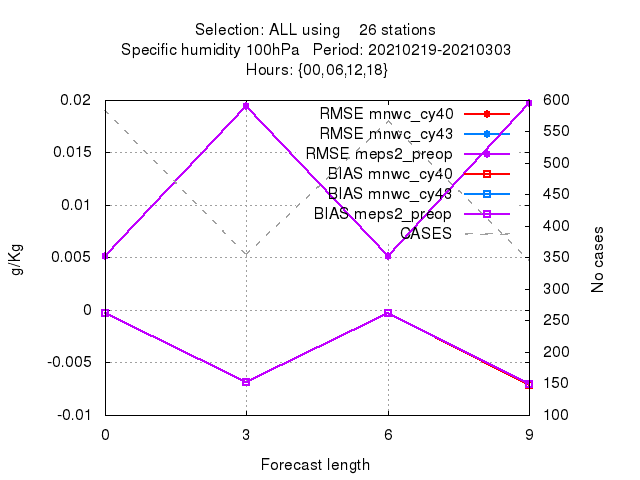 Selection: ALL using 26 stations
Specific humidity 100hPa Period: 20210219-20210303
Hours: {00,06,12,18}
RMSE mnwc_cy40
RMSE mnwc_cy43
RMSE meps2_preop
BIAS mnwc_cy40
BIAS mnwc_cy43
BIAS meps2_preop
CASES
0.02
0.015
0.01
0.005
0
-0.005
-0.01
g/Kg
600
550
500
450
400
350
300
250
200
150
100
No cases
0 3 6 9
Forecast length